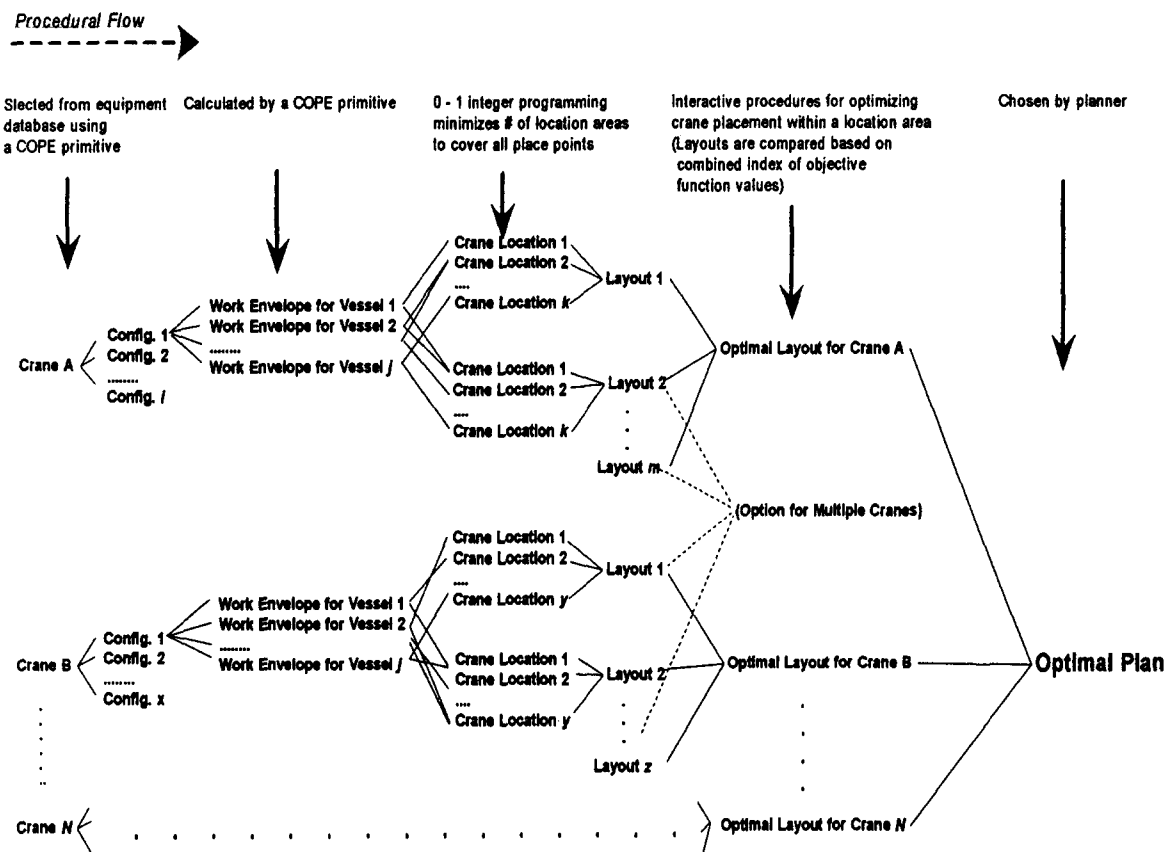 Procedural Flow
Slected from equipment
database using
a COPE primitive
Calculated by a COPE primitive
0 - 1 integer programming
minimizes # of location areas
to cover all place points
Interactive procedures for optimizing
crane placement within a location area
(Layouts are compared based on
combined index of objective
function values)
Chosen by planner
Crane A
Config. 1
Config. 2
........
Config. i
Work Envelope for Vessel 1
Work Envelope for Vessel 2
.........
Work Envelope for Vessel j
Crane Location 1
Crane Location 2
....
Crane Location k
Layout 1
Crane Location 1
Crane Location 2
....
Crane Location k
Layout 2
Layout m
Optimal Layout for Crane A
(Option for Multiple Cranes)
Crane B
Config. 1
Config. 2
........
Config. x
Work Envelope for Vessel 1
Work Envelope for Vessel 2
.........
Work Envelope for Vessel j
Crane Location 1
Crane Location 2
....
Crane Location y
Layout 1
Crane Location 1
Crane Location 2
....
Crane Location y
Layout 2
Layout z
Optimal Layout for Crane B
Optimal Plan
Crane N
Optimal Layout for Crane N